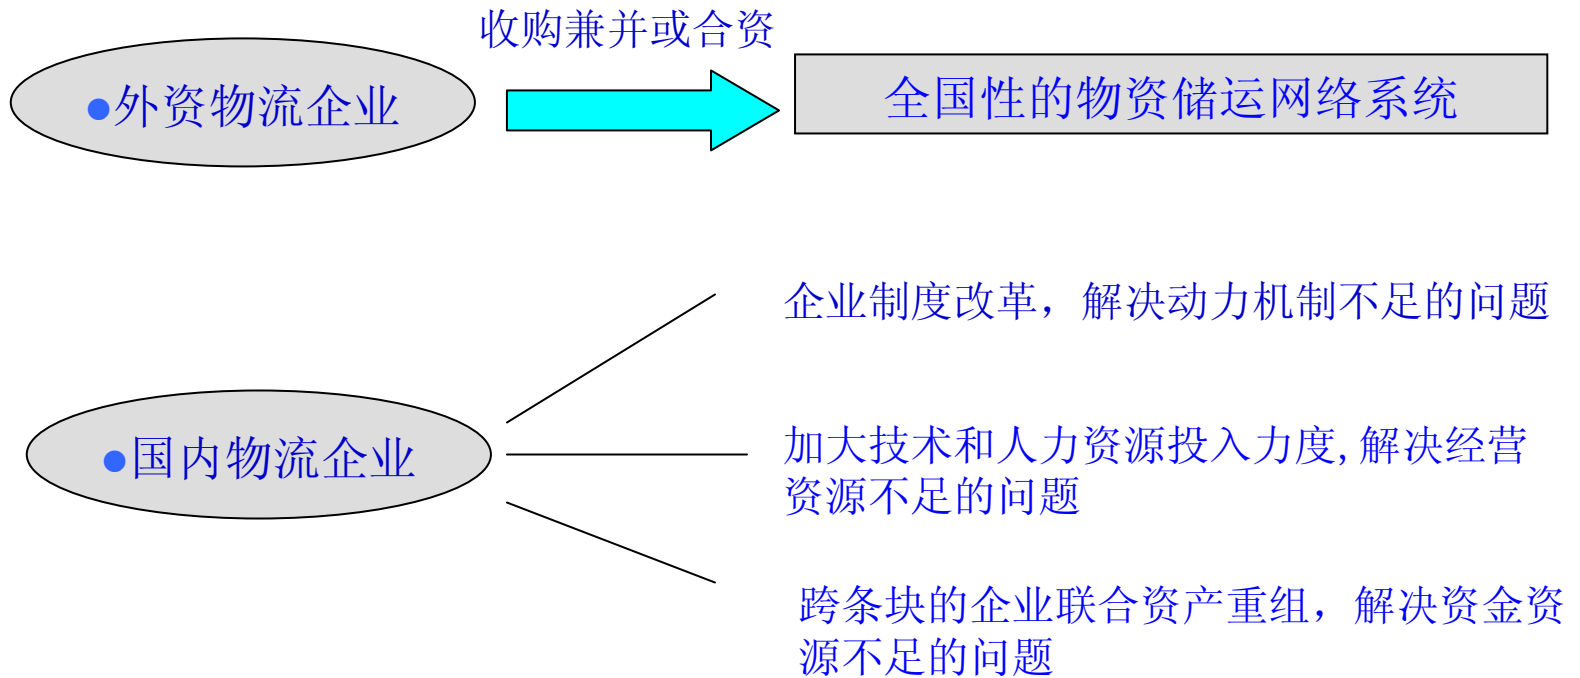 收购兼并或合资
●外资物流企业
全国性的物资储运网络系统
企业制度改革，解决动力机制不足的问题
●国内物流企业
加大技术和人力资源投入力度,解决经营
资源不足的问题
跨条块的企业联合资产重组，解决资金资
源不足的问题